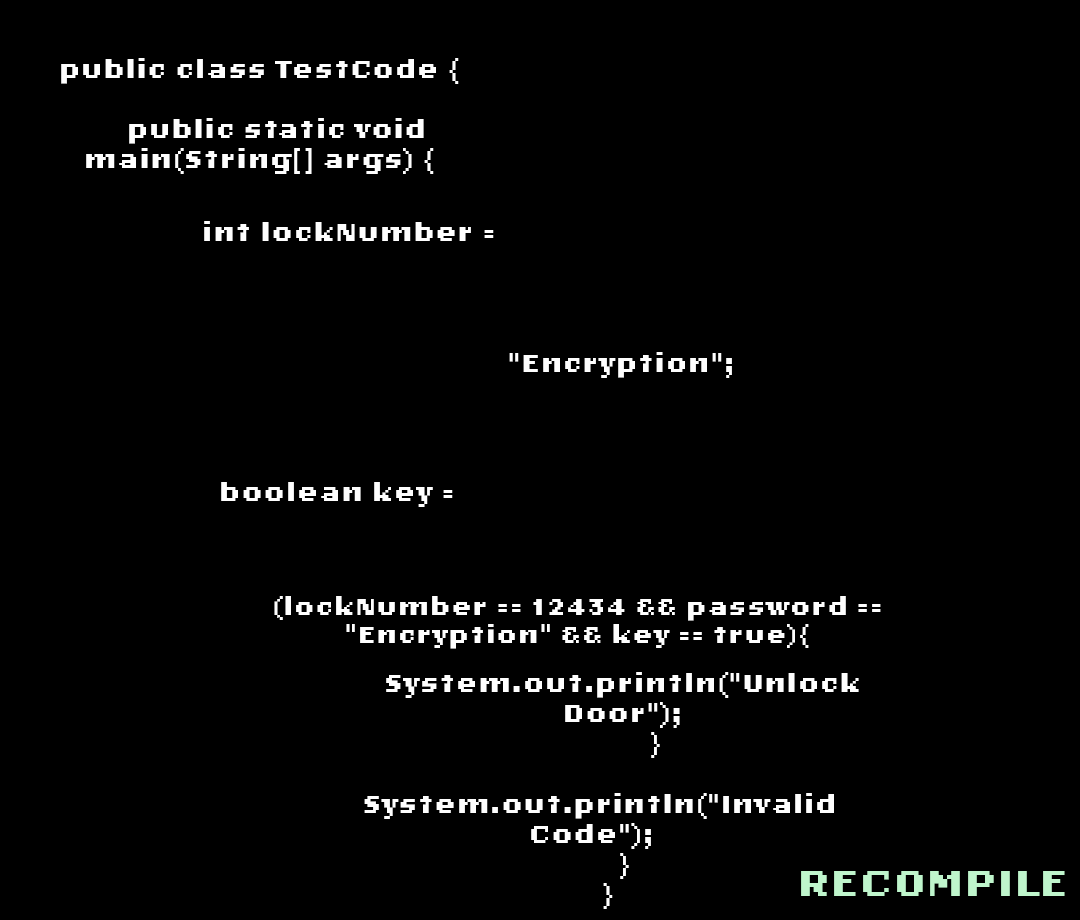 public class TestCode {
public static void
main(String[] args) {
int lockNumber =
"Encryption";
boolean key =
(lockNumber == 12434 && password ==
"Encryption" && key == true){
System.out.println("Unlock
Door");
}
System.out.println("Invalid
Code");
}
}
RECOMPILE